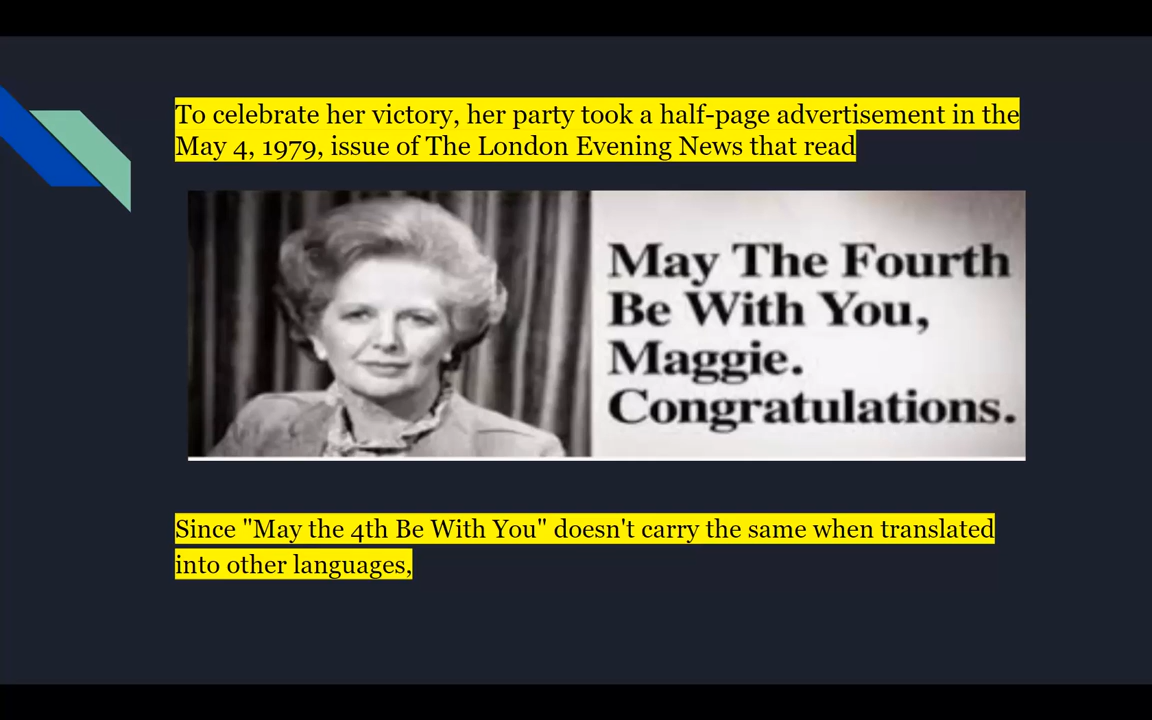 To celebrate her victory, her party took a half-page advertisement in the
May 4, 1979, issue of The London Evening News that read
May The Fourth
Be With You,
Maggie.
Congratulations.
Since "May the 4th Be With You" doesn't carry the same when translated
into other languages,